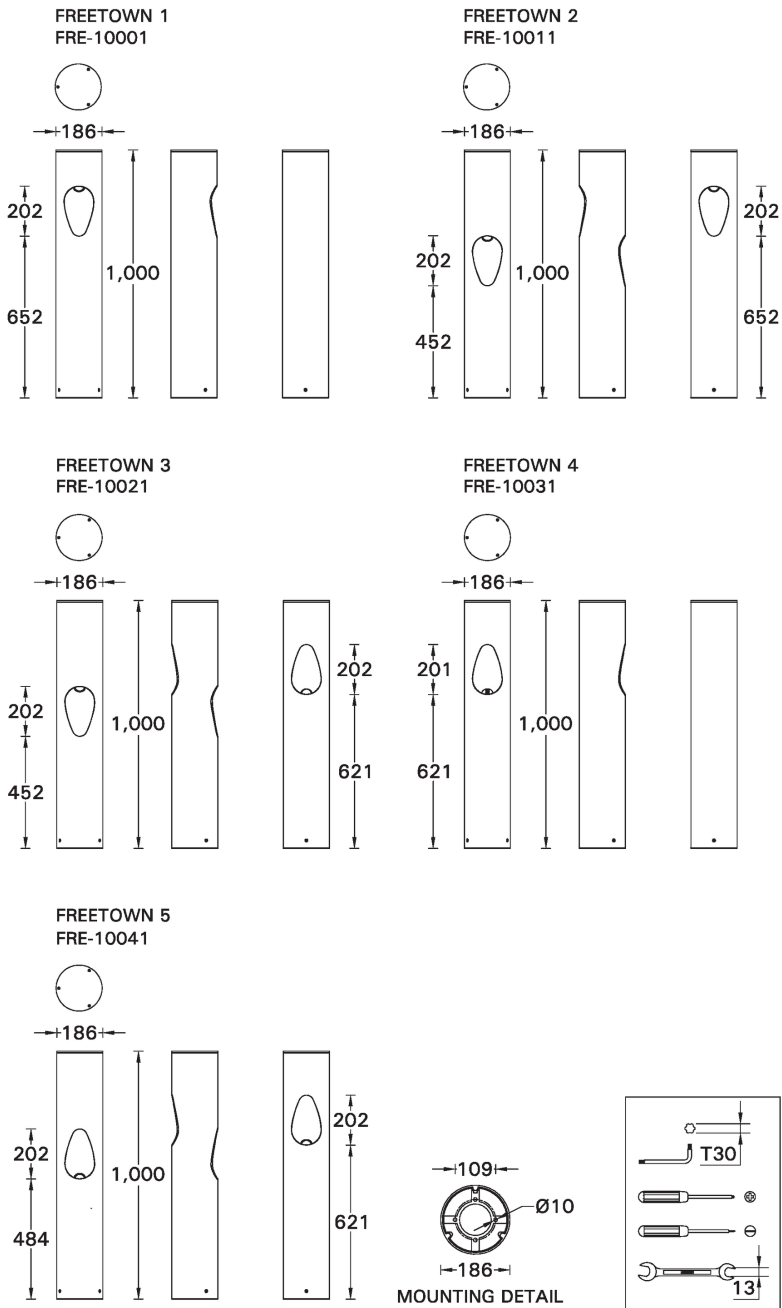 FREETOWN 1
FRE-10001
186
202
1,000
652
FREETOWN 2
FRE-10011
186
202
202
1,000
452
652
FREETOWN 3
FRE-10021
186
202
202
1,000
452
621
FREETOWN 4
FRE-10031
186
201
1,000
621
FREETOWN 5
FRE-10041
186
202
202
1,000
484
621
109
Ø10
186
MOUNTING DETAIL
T30
13